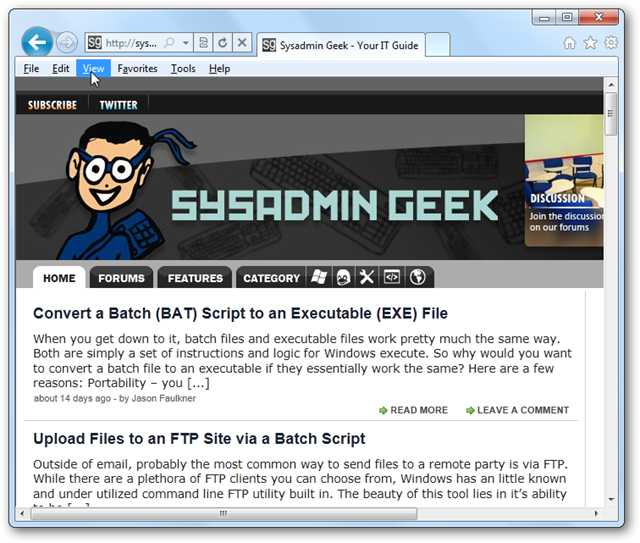 sg http://sys...
sg Sysadmin Geek - Your IT Guide
File Edit View Favorites Tools Help
SUBSCRIBE TWITTER
SYSADMIN GEEK
DISCUSSION
Join the discussion
on our forums
HOME FORUMS FEATURES CATEGORY
Convert a Batch (BAT) Script to an Executable (EXE) File
When you get down to it, batch files and executable files work pretty much the same way.
Both are simply a set of instructions and logic for Windows execute. So why would you want
to convert a batch file to an executable if they essentially work the same? Here are a few
reasons: Portability – you [...]
about 14 days ago - by Jason Faulkner
READ MORE LEAVE A COMMENT
Upload Files to an FTP Site via a Batch Script
Outside of email, probably the most common way to send files to a remote party is via FTP.
While there are a plethora of FTP clients you can choose from, Windows has an little known
and under utilized command line FTP utility built in. The beauty of this tool lies in it's ability
to be [...]